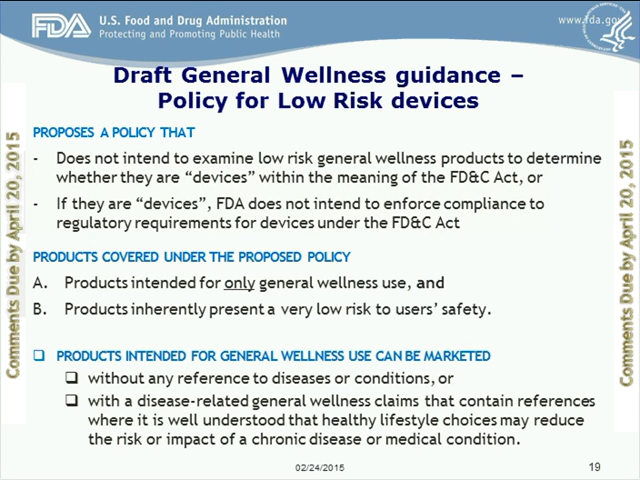 FDA U.S. Food and Drug Administration
Protecting and Promoting Public Health
www.fda.gov
Draft General Wellness guidance –
Policy for Low Risk devices
Comments Due by April 20, 2015
PROPOSES A POLICY THAT
- Does not intend to examine low risk general wellness products to determine
whether they are “devices” within the meaning of the FD&C Act, or
- If they are “devices”, FDA does not intend to enforce compliance to
regulatory requirements for devices under the FD&C Act
PRODUCTS COVERED UNDER THE PROPOSED POLICY
A. Products intended for only general wellness use, and
B. Products inherently present a very low risk to users’ safety.
❑ PRODUCTS INTENDED FOR GENERAL WELLNESS USE CAN BE MARKETED
❑ without any reference to diseases or conditions, or
❑ with a disease-related general wellness claims that contain references
where it is well understood that healthy lifestyle choices may reduce
the risk or impact of a chronic disease or medical condition.
Comments Due by April 20, 2015
02/24/2015
19